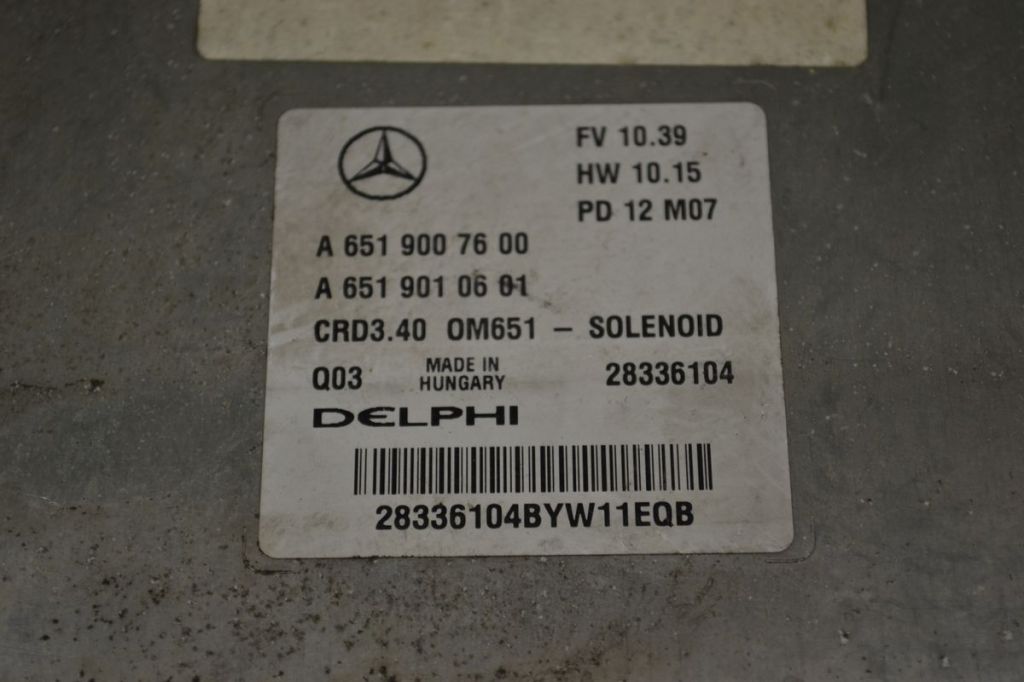 FV 10.39
HW 10.15
PD 12 M07
A 651 900 76 00
A 651 901 06 01
CRD3.40 OM651 – SOLENOID
Q03 MADE IN HUNGARY 28336104
DELPHI
28336104BYW11EQB